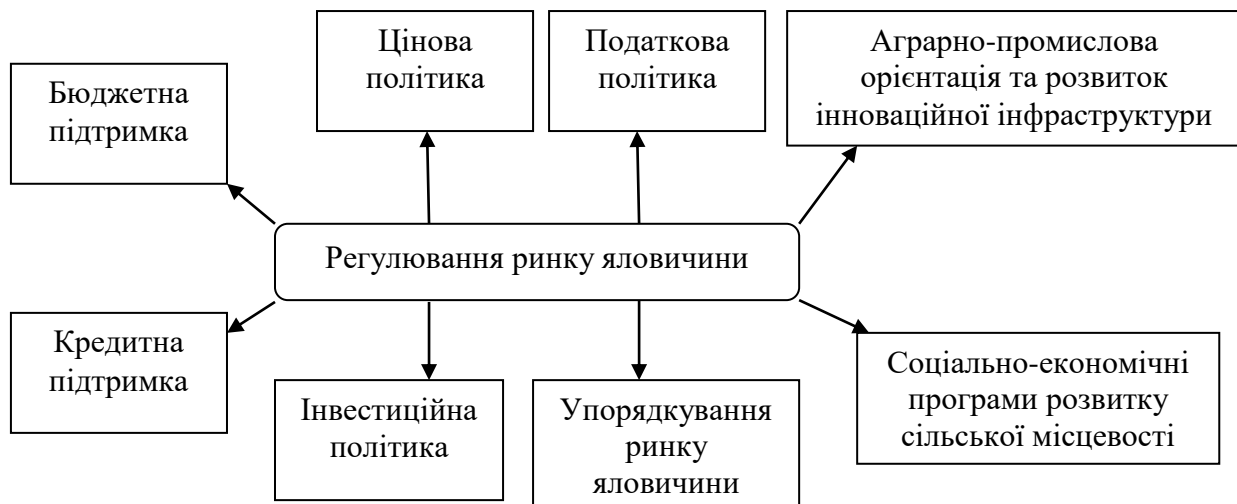 Бюджетна
підтримка
Цінова
політика
Податкова
політика
Аграрно-промислова
орієнтація та розвиток
інноваційної інфраструктури
Регулювання ринку яловичини
Кредитна
підтримка
Інвестиційна
політика
Упорядкування
ринку
яловичини
Соціально-економічні
програми розвитку
сільської місцевості